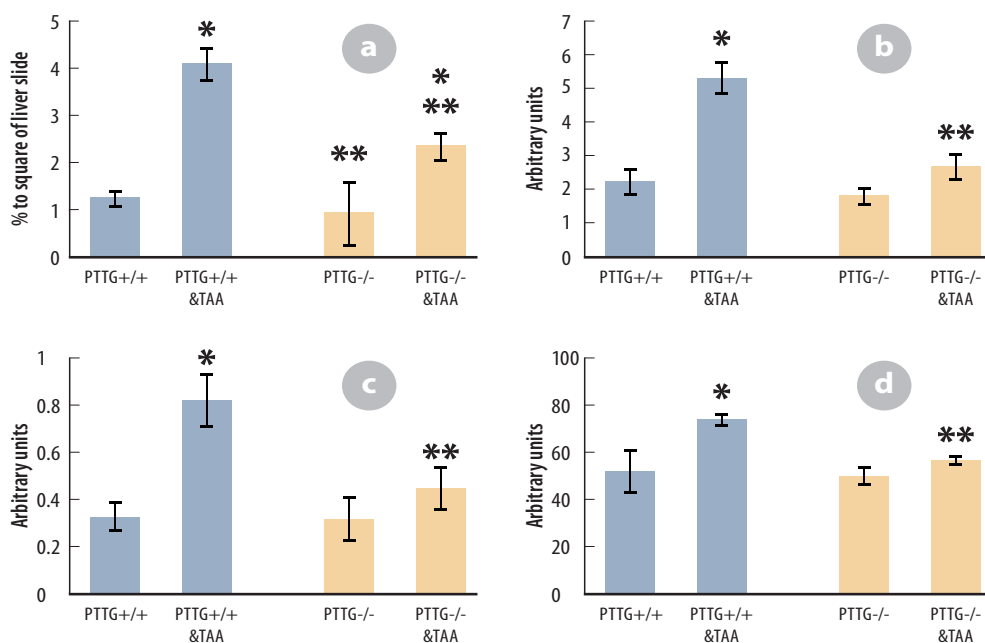 a
% to square of liver slide
5
4
3
2
1
0
*
**
*
**
PTTG+/+
PTTG+/+
&TAA
PTTG-/-
PTTG-/-
&TAA
b
Arbitrary units
7
6
5
4
3
2
1
0
*
**
PTTG+/+
PTTG+/+
&TAA
PTTG-/-
PTTG-/-
&TAA
c
Arbitrary units
1
0.8
0.6
0.4
0.2
0
*
**
PTTG+/+
PTTG+/+
&TAA
PTTG-/-
PTTG-/-
&TAA
d
Arbitrary units
100
80
60
40
20
0
*
**
PTTG+/+
PTTG+/+
&TAA
PTTG-/-
PTTG-/-
&TAA